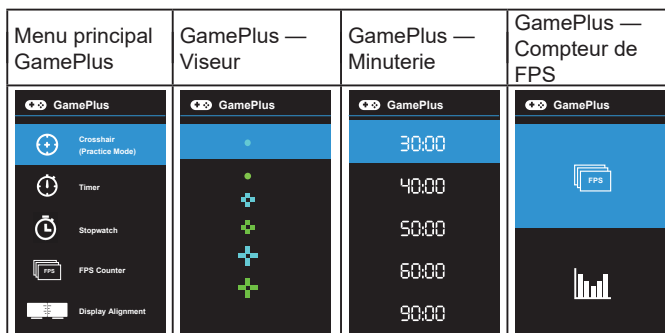 Menu principal
GamePlus
GamePlus —
Viseur
GamePlus —
Minuterie
GamePlus —
Compteur de
FPS
GamePlus
Crosshair
(Practice Mode)
Timer
Stopwatch
FPS
FPS Counter
Display Alignment
GamePlus
GamePlus
30:00
40:00
50:00
60:00
90:00
GamePlus
FPS